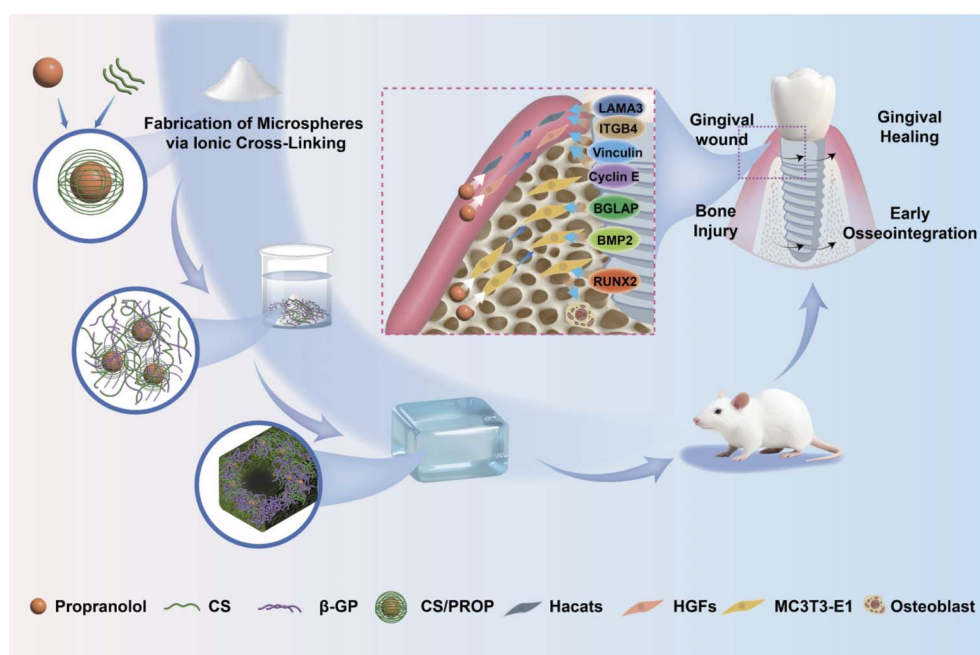 Fabrication of Microspheres
via Ionic Cross-Linking
LAMA3
ITGB4
Vinculin
Cyclin E
BGLAP
BMP2
RUNX2
Gingival
wound
Gingival
Healing
Bone
Injury
Early
Osseointegration
Propranolol
CS
β-GP
CS/PROP
Hacats
HGFs
MC3T3-E1
Osteoblast